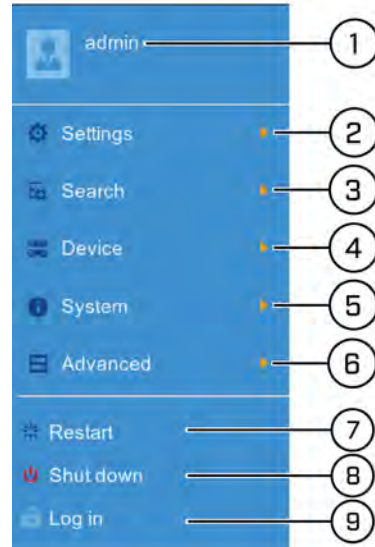 admin 1
Settings 2
Search 3
Device 4
System 5
Advanced 6
Restart 7
Shut down 8
Log in 9